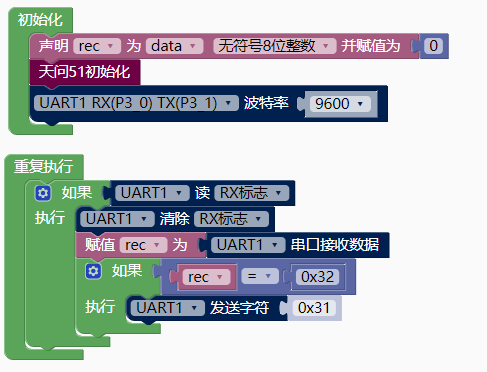 初始化
声明 rec 为 data 无符号8位整数 并赋值为 0
天问51初始化
UART1 RX(P3_0) TX(P3_1) 波特率 9600
重复执行
如果 UART1 读 RX标志
执行 UART1 清除 RX标志
赋值 rec 为 UART1 串口接收数据
如果 rec = 0x32
执行 UART1 发送字符 0x31